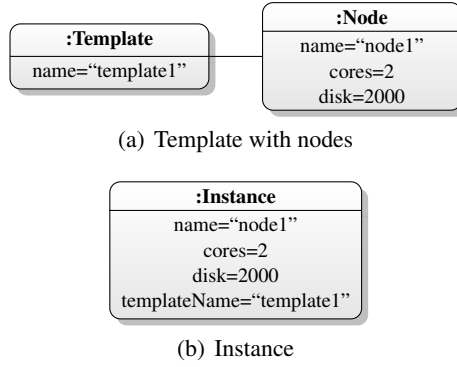 :Template
name=“template1”
:Node
name=“node1”
cores=2
disk=2000
(a) Template with nodes
:Instance
name=“node1”
cores=2
disk=2000
templateName=“template1”
(b) Instance